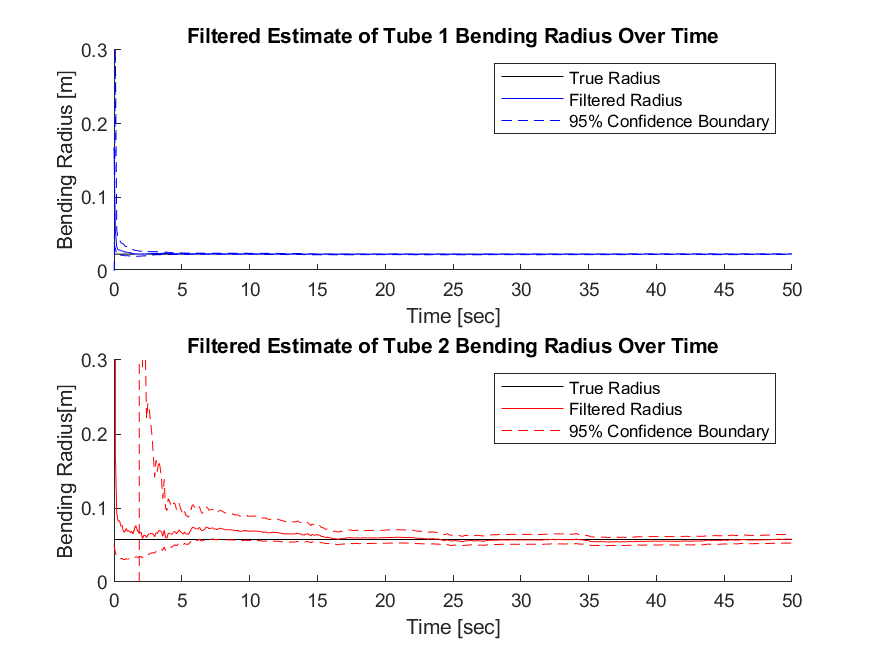 Filtered Estimate of Tube 1 Bending Radius Over Time
0.3
0.2
0.1
0
Bending Radius [m]
True Radius
Filtered Radius
95% Confidence Boundary
0 5 10 15 20 25 30 35 40 45 50
Time [sec]
Filtered Estimate of Tube 2 Bending Radius Over Time
0.3
0.2
0.1
0
Bending Radius[m]
True Radius
Filtered Radius
95% Confidence Boundary
0 5 10 15 20 25 30 35 40 45 50
Time [sec]